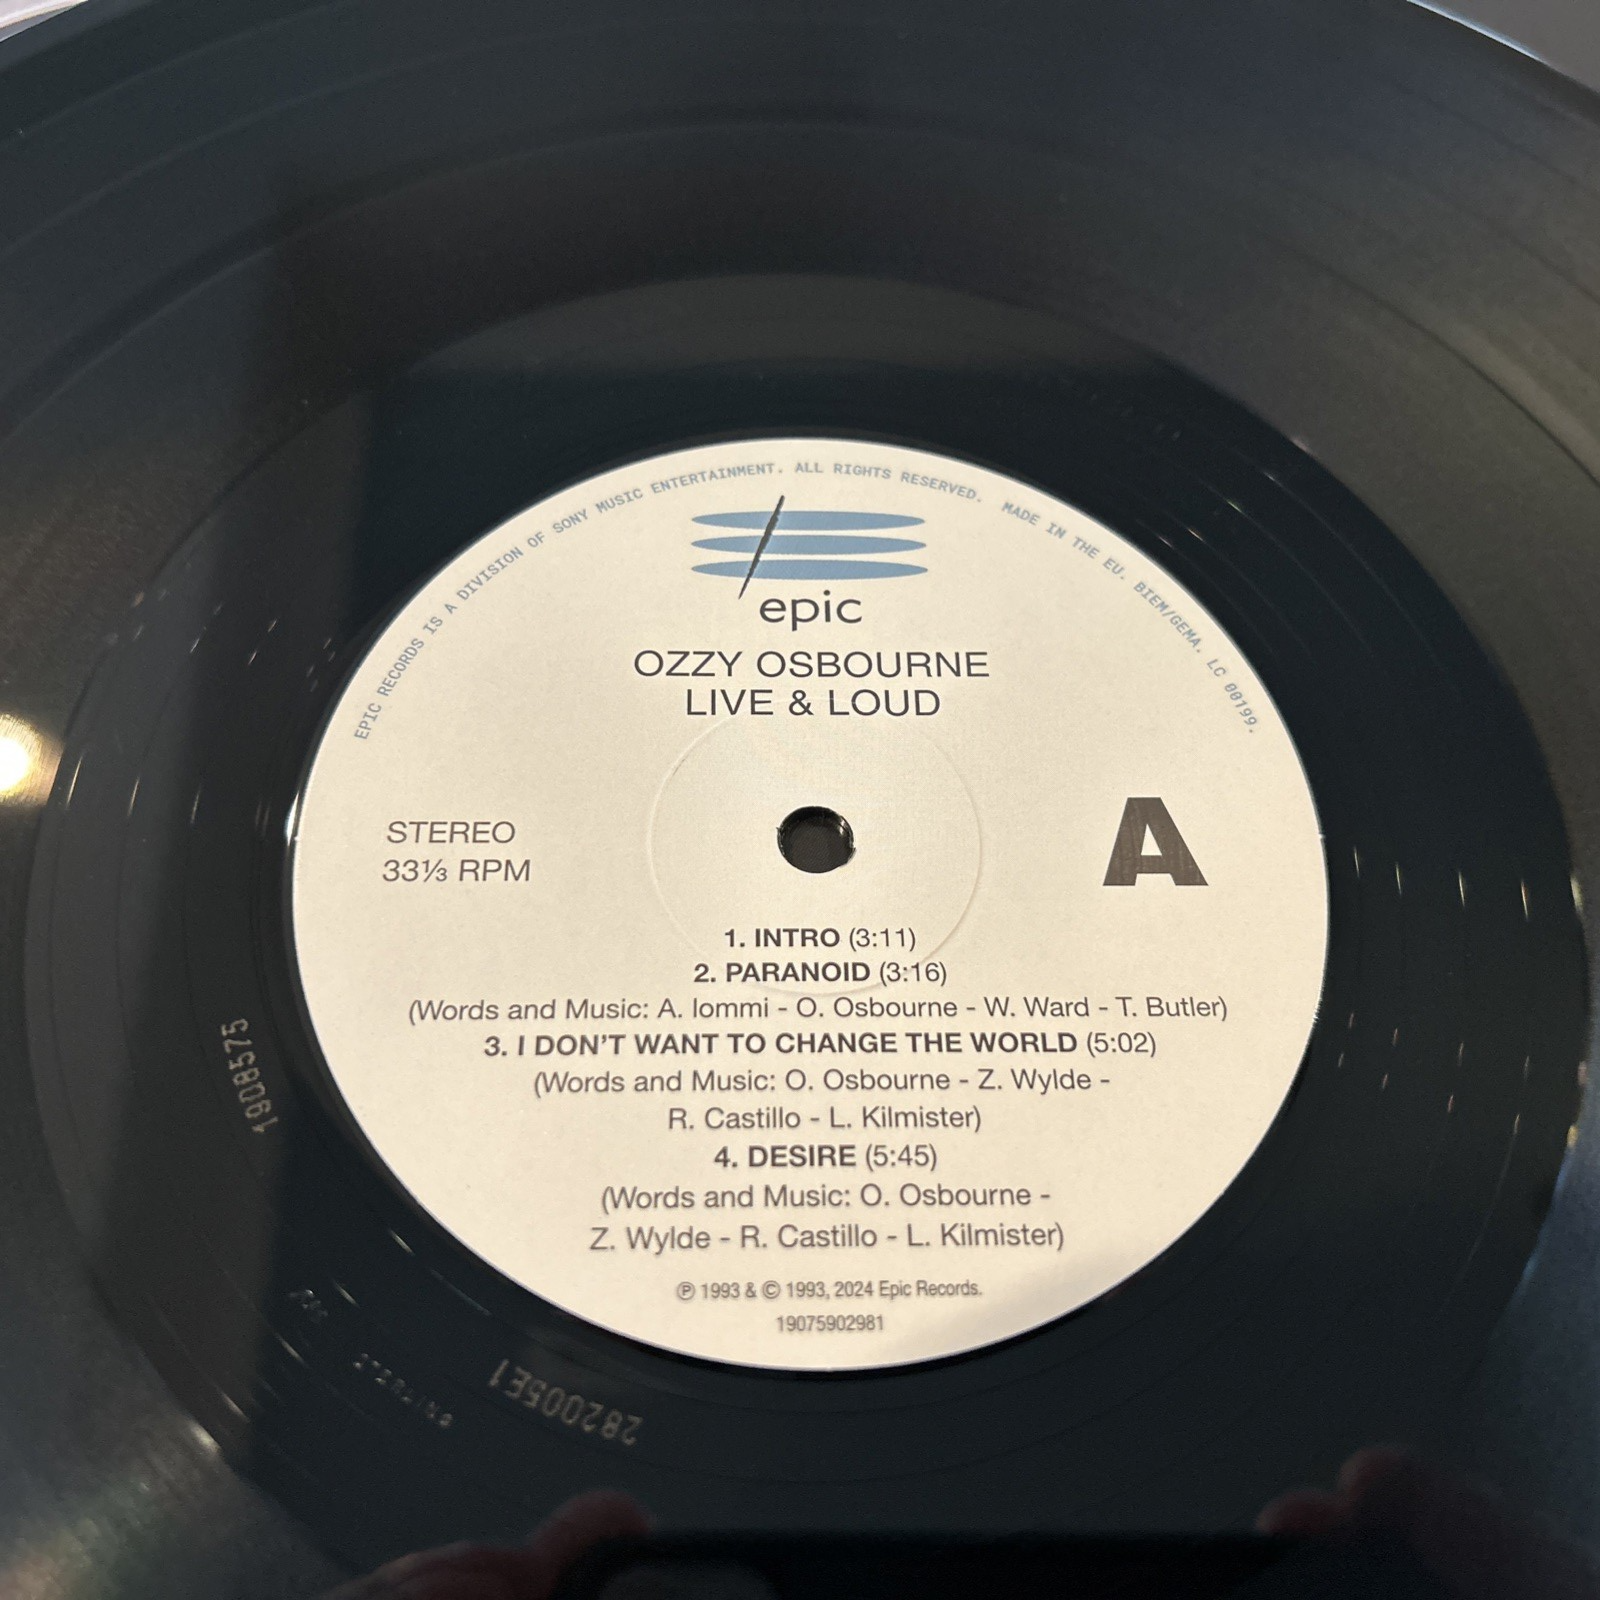 EPIC RECORDS IS A DIVISION OF SONY MUSIC ENTERTAINMENT. ALL RIGHTS RESERVED. MADE IN THE EU. BIEM/GEMA. LC 00199.
epic
OZZY OSBOURNE
LIVE & LOUD
STEREO
33⅓ RPM
A
1. INTRO (3:11)
2. PARANOID (3:16)
(Words and Music: A. Iommi - O. Osbourne - W. Ward - T. Butler)
3. I DON'T WANT TO CHANGE THE WORLD (5:02)
(Words and Music: O. Osbourne - Z. Wylde -
R. Castillo - L. Kilmister)
4. DESIRE (5:45)
(Words and Music: O. Osbourne -
Z. Wylde - R. Castillo - L. Kilmister)
℗ 1993 & © 1993, 2024 Epic Records.
19075902981
1908575
282005E1